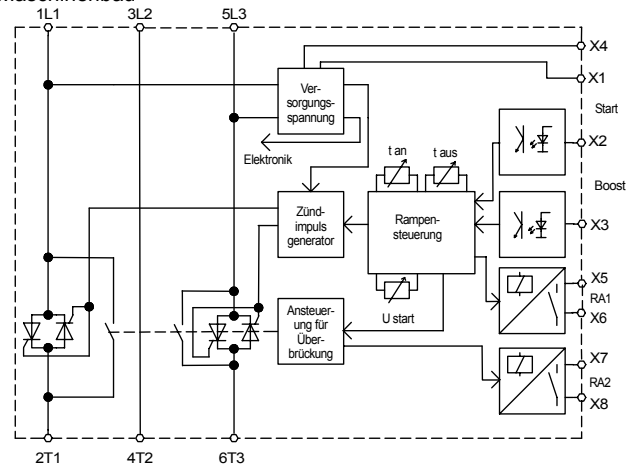 1L1 3L2 5L3
X4
X1
Ver-
sorgungs-
spannung
Start
X2
Elektronik
t an t aus
Boost
Zünd-
impuls
generator
Rampen-
steuerung
X3
X5
RA1
X6
U start
Ansteuer-
ung für
Über-
brückung
X7
RA2
X8
2T1 4T2 6T3